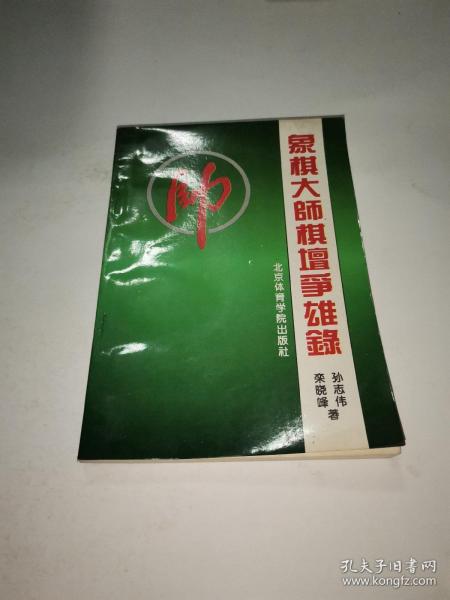 象棋大師棋壇爭雄錄
帥
北京体育学院出版社
孙志伟
栾晓峰
著
孔夫子旧书网
www.kongfz.com